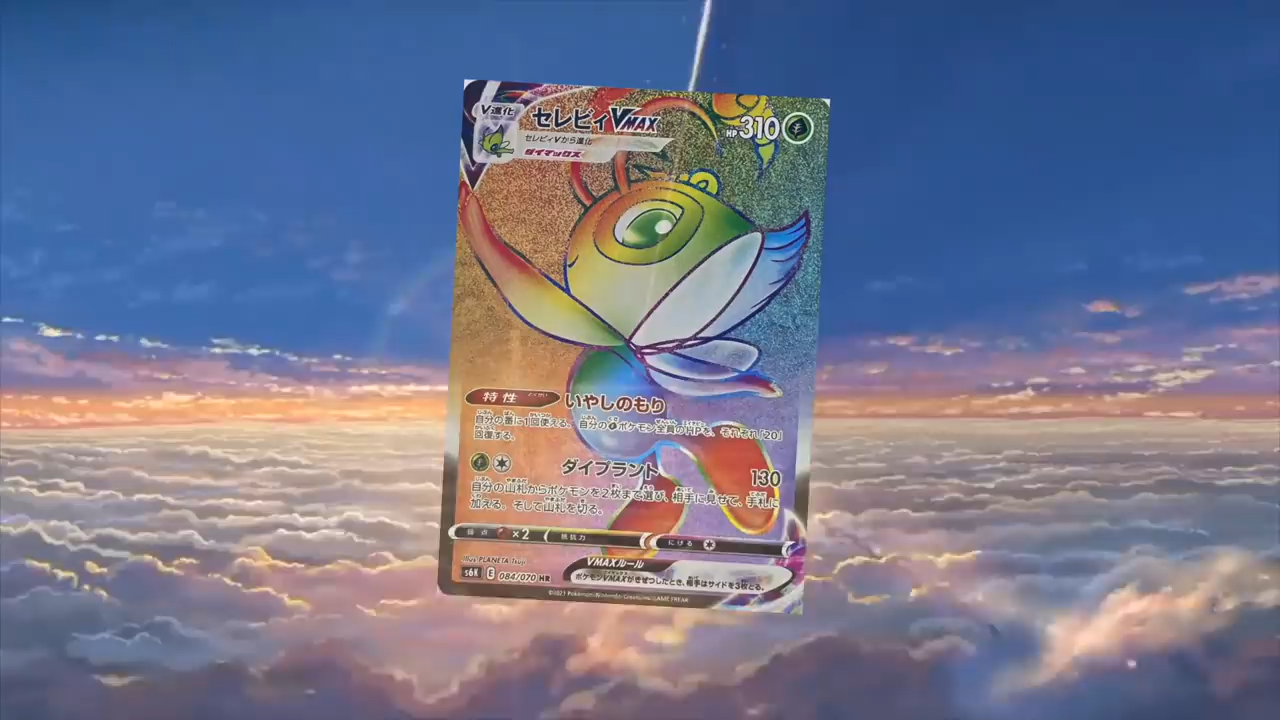 V進化
セレビィVMAX
HP310
セレビィVから進化
ダイマックス
特性 いやしのもり
自分の番に1回使える。自分のポケモン全員のHPを、それぞれ「20」
回復する。
ダイプラント 130
自分の山札からポケモンを2枚まで選び、相手に見せて、手札に
加える。そして山札を切る。
弱点 ×2 抵抗力 にげる
Illus. PLANETA Tsuji
VMAXルール
ポケモンVMAXがきぜつしたとき、相手はサイドを3枚とる。
s6K E 084/070 HR
©2021 Pokémon/Nintendo/Creatures/GAME FREAK